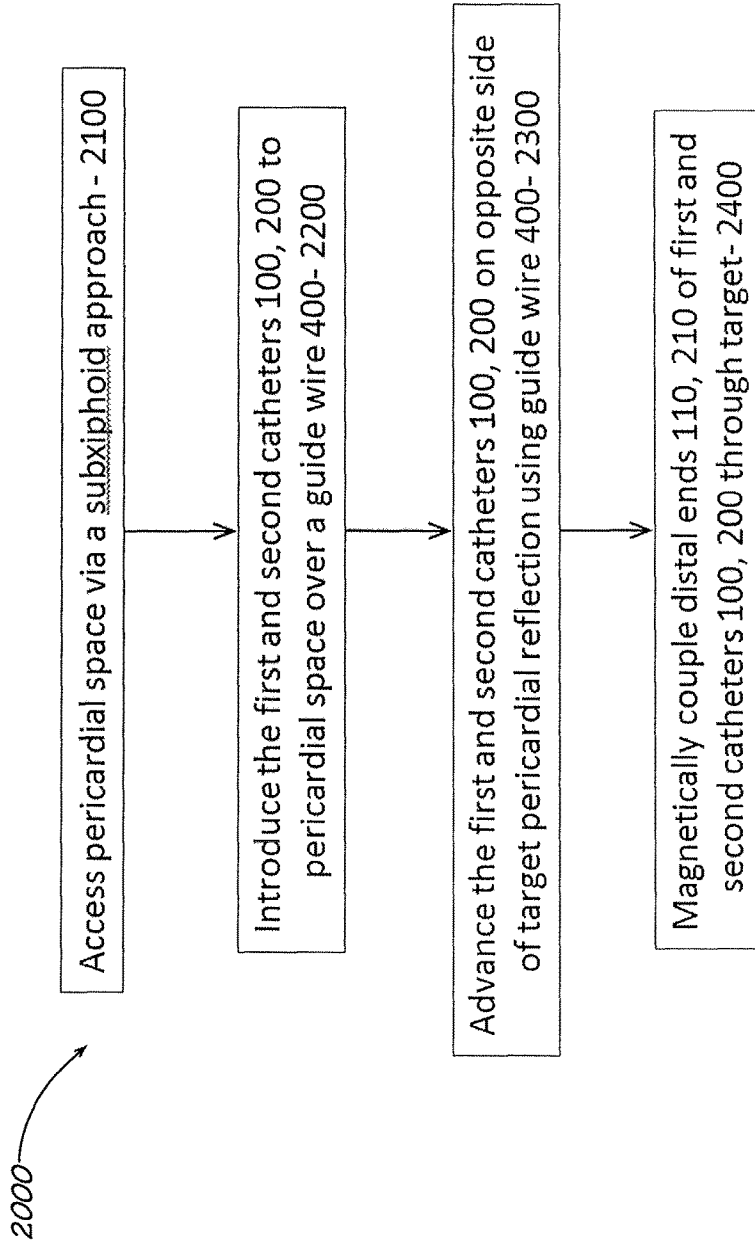 2000
Access pericardial space via a subxiphoid approach - 2100
Introduce the first and second catheters 100, 200 to
pericardial space over a guide wire 400- 2200
Advance the first and second catheters 100, 200 on opposite side
of target pericardial reflection using guide wire 400- 2300
Magnetically couple distal ends 110, 210 of first and
second catheters 100, 200 through target- 2400